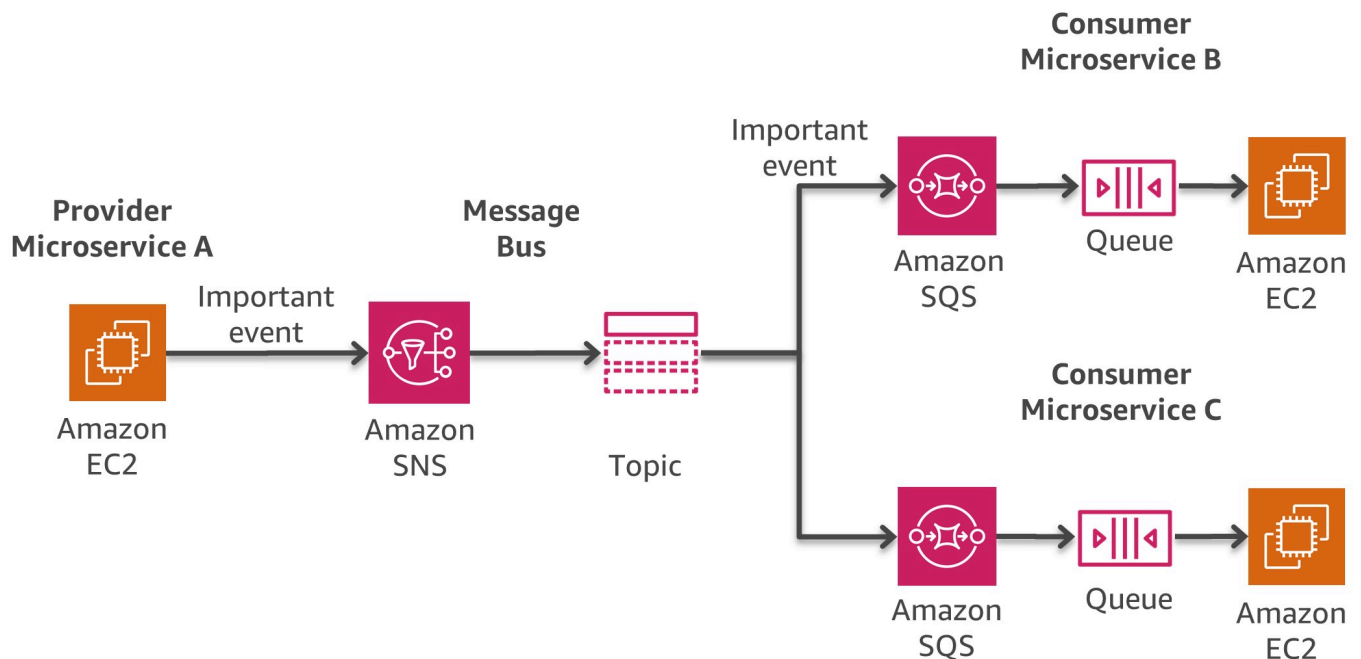 Consumer
Microservice B
Important
event
Amazon
SQS
Queue
Amazon
EC2
Provider
Microservice A
Message
Bus
Important
event
Amazon
EC2
Amazon
SNS
Topic
Consumer
Microservice C
Amazon
SQS
Queue
Amazon
EC2